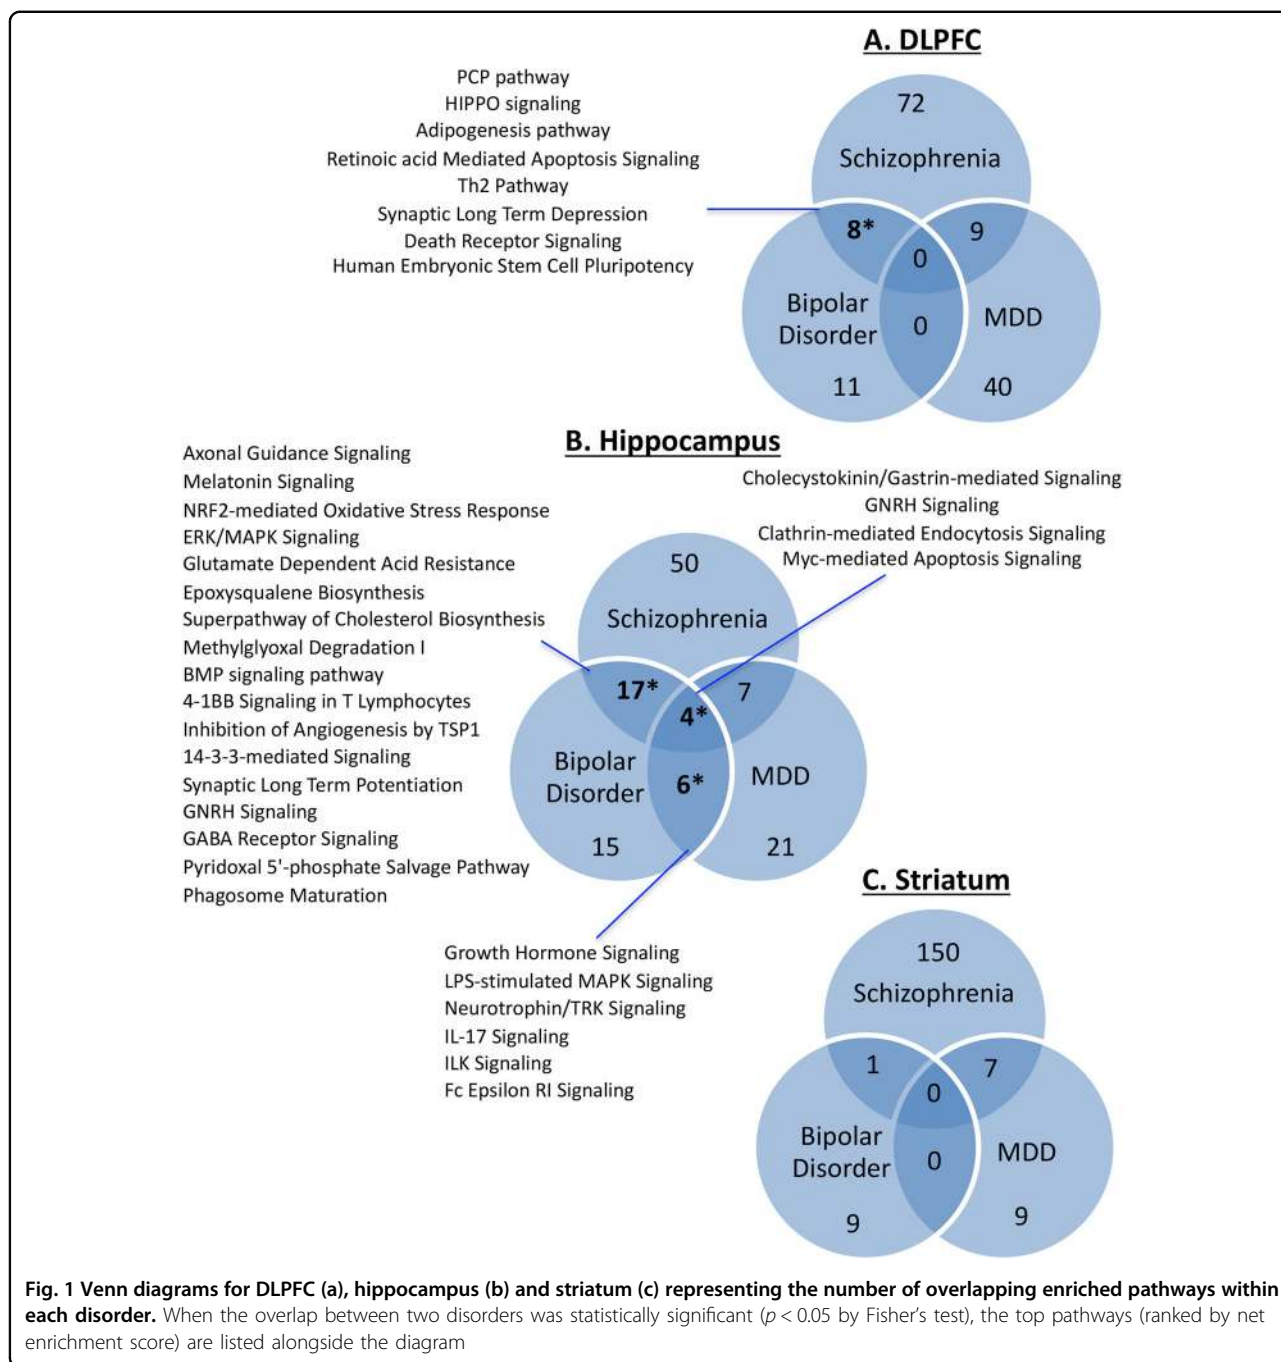 A. DLPFC
PCP pathway
HIPPO signaling
Adipogenesis pathway
Retinoic acid Mediated Apoptosis Signaling
Th2 Pathway
Synaptic Long Term Depression
Death Receptor Signaling
Human Embryonic Stem Cell Pluripotency
72
Schizophrenia
8*
9
0
Bipolar
Disorder
0
MDD
11
40
B. Hippocampus
Axonal Guidance Signaling
Melatonin Signaling
NRF2-mediated Oxidative Stress Response
ERK/MAPK Signaling
Glutamate Dependent Acid Resistance
Epoxysqualene Biosynthesis
Superpathway of Cholesterol Biosynthesis
Methylglyoxal Degradation I
BMP signaling pathway
4-1BB Signaling in T Lymphocytes
Inhibition of Angiogenesis by TSP1
14-3-3-mediated Signaling
Synaptic Long Term Potentiation
GNRH Signaling
GABA Receptor Signaling
Pyridoxal 5'-phosphate Salvage Pathway
Phagosome Maturation
Cholecystokinin/Gastrin-mediated Signaling
GNRH Signaling
Clathrin-mediated Endocytosis Signaling
Myc-mediated Apoptosis Signaling
50
Schizophrenia
17*
7
4*
Bipolar
Disorder
6*
MDD
15
21
Growth Hormone Signaling
LPS-stimulated MAPK Signaling
Neurotrophin/TRK Signaling
IL-17 Signaling
ILK Signaling
Fc Epsilon RI Signaling
C. Striatum
150
Schizophrenia
1
7
0
Bipolar
Disorder
0
MDD
9
9
Fig. 1 Venn diagrams for DLPFC (a), hippocampus (b) and striatum (c) representing the number of overlapping enriched pathways within
each disorder. When the overlap between two disorders was statistically significant (p < 0.05 by Fisher's test), the top pathways (ranked by net
enrichment score) are listed alongside the diagram